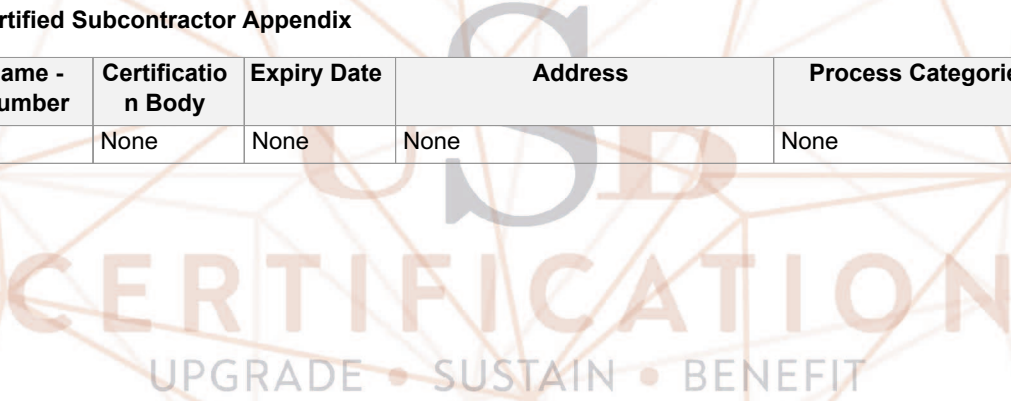 rtified Subcontractor Appendix
ame - Certificatio Expiry Date Address Process Categorie
umber n Body
None None None None
USB
CERTIFICATION
UPGRADE • SUSTAIN • BENEFIT